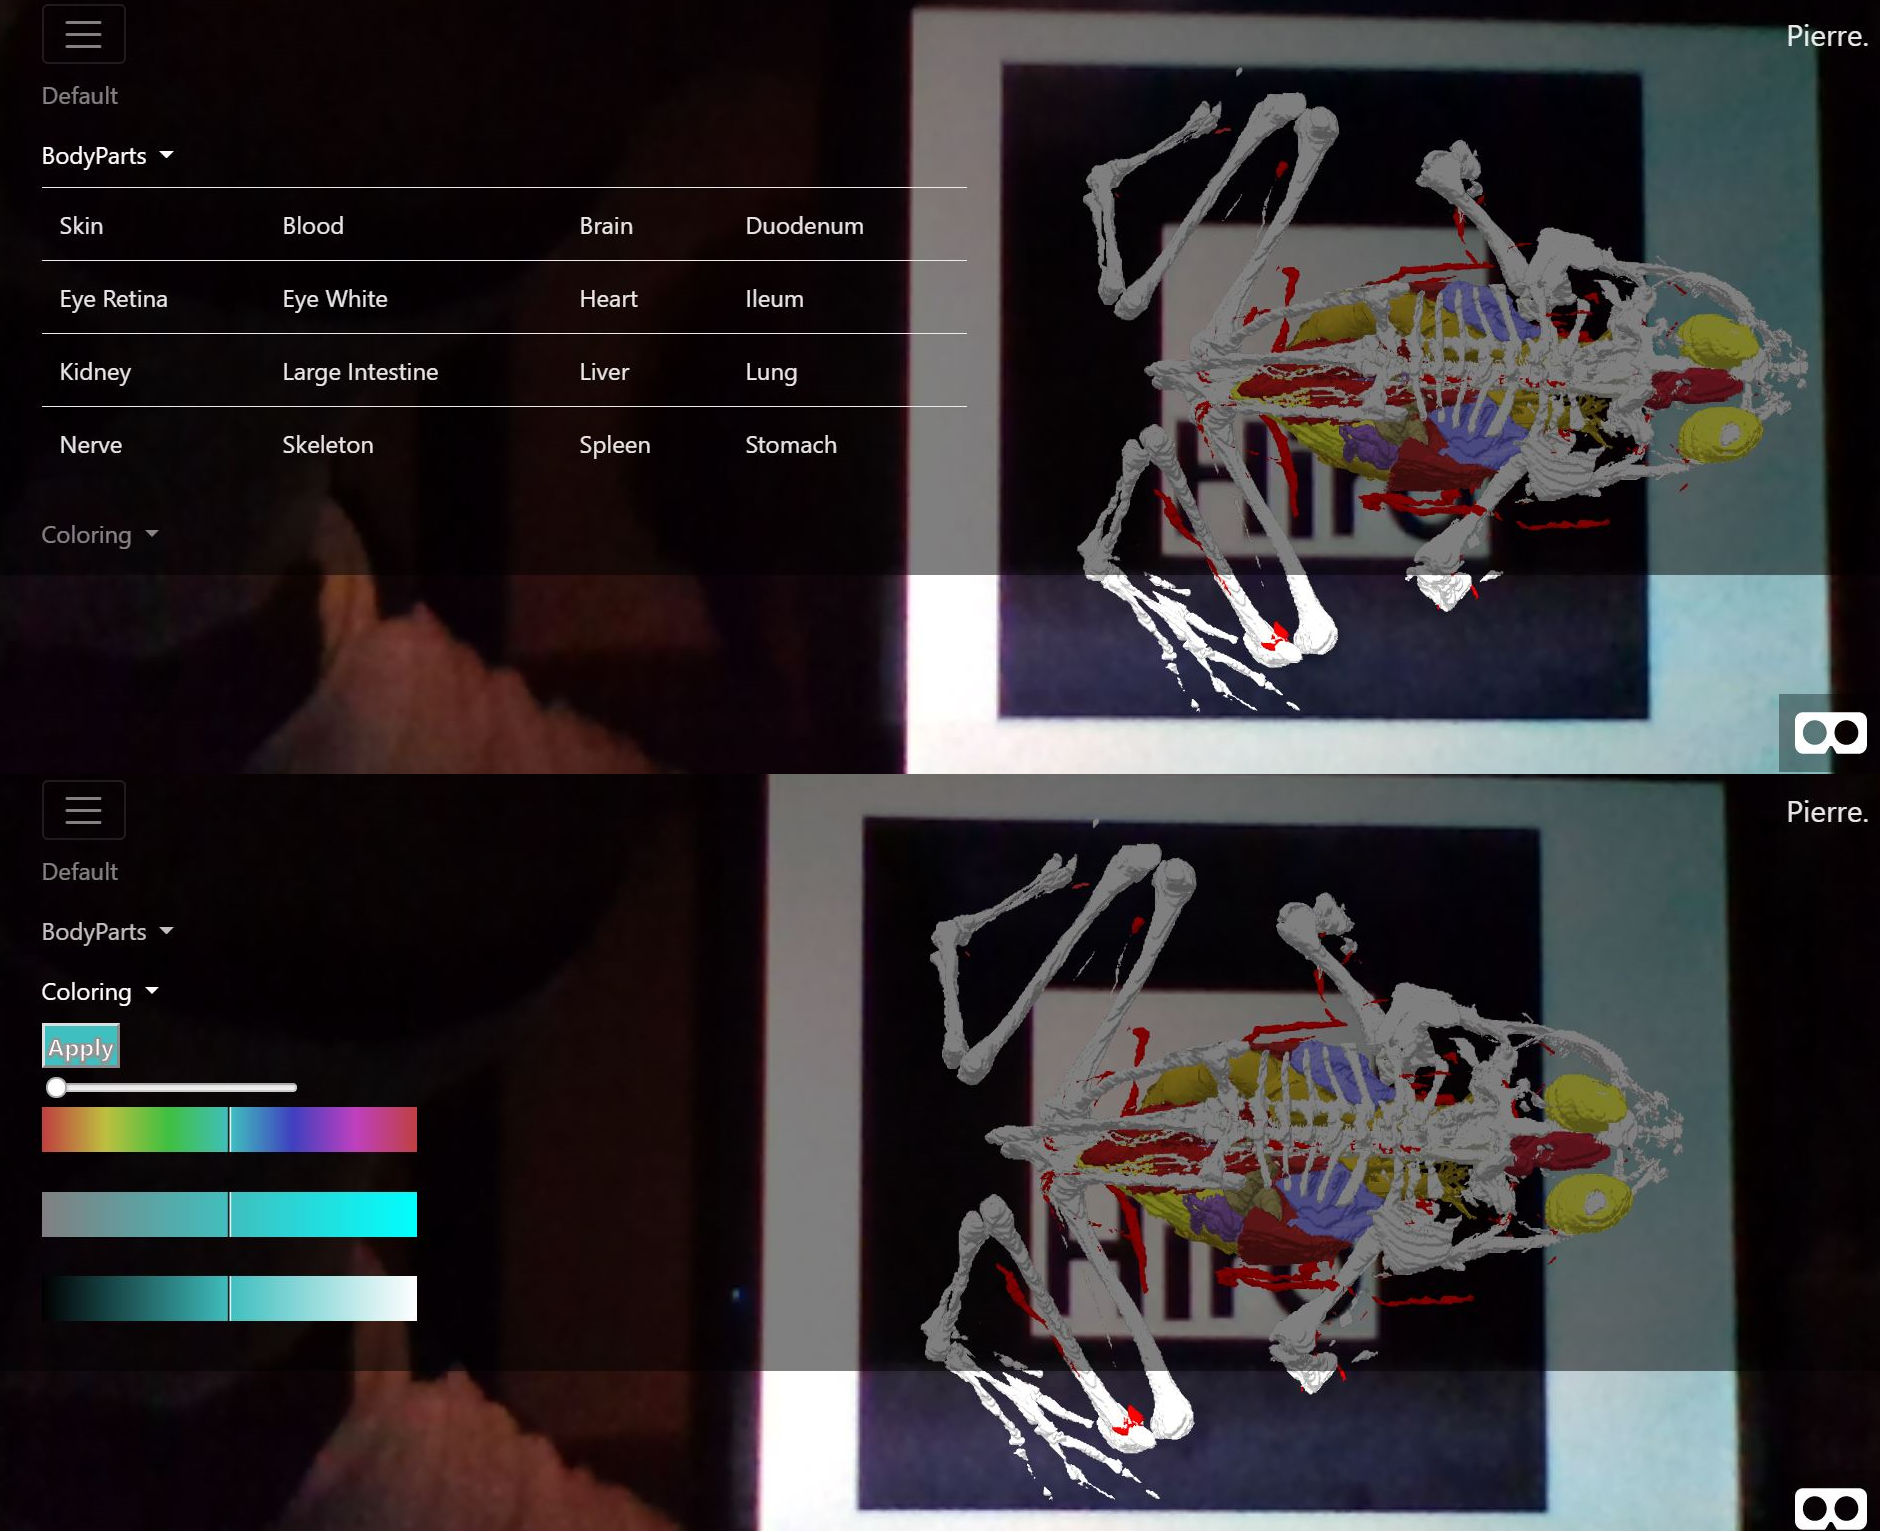 Pierre.
Default
BodyParts
Skin Blood Brain Duodenum
Eye Retina Eye White Heart Ileum
Kidney Large Intestine Liver Lung
Nerve Skeleton Spleen Stomach
Coloring
Pierre.
Default
BodyParts
Coloring
Apply